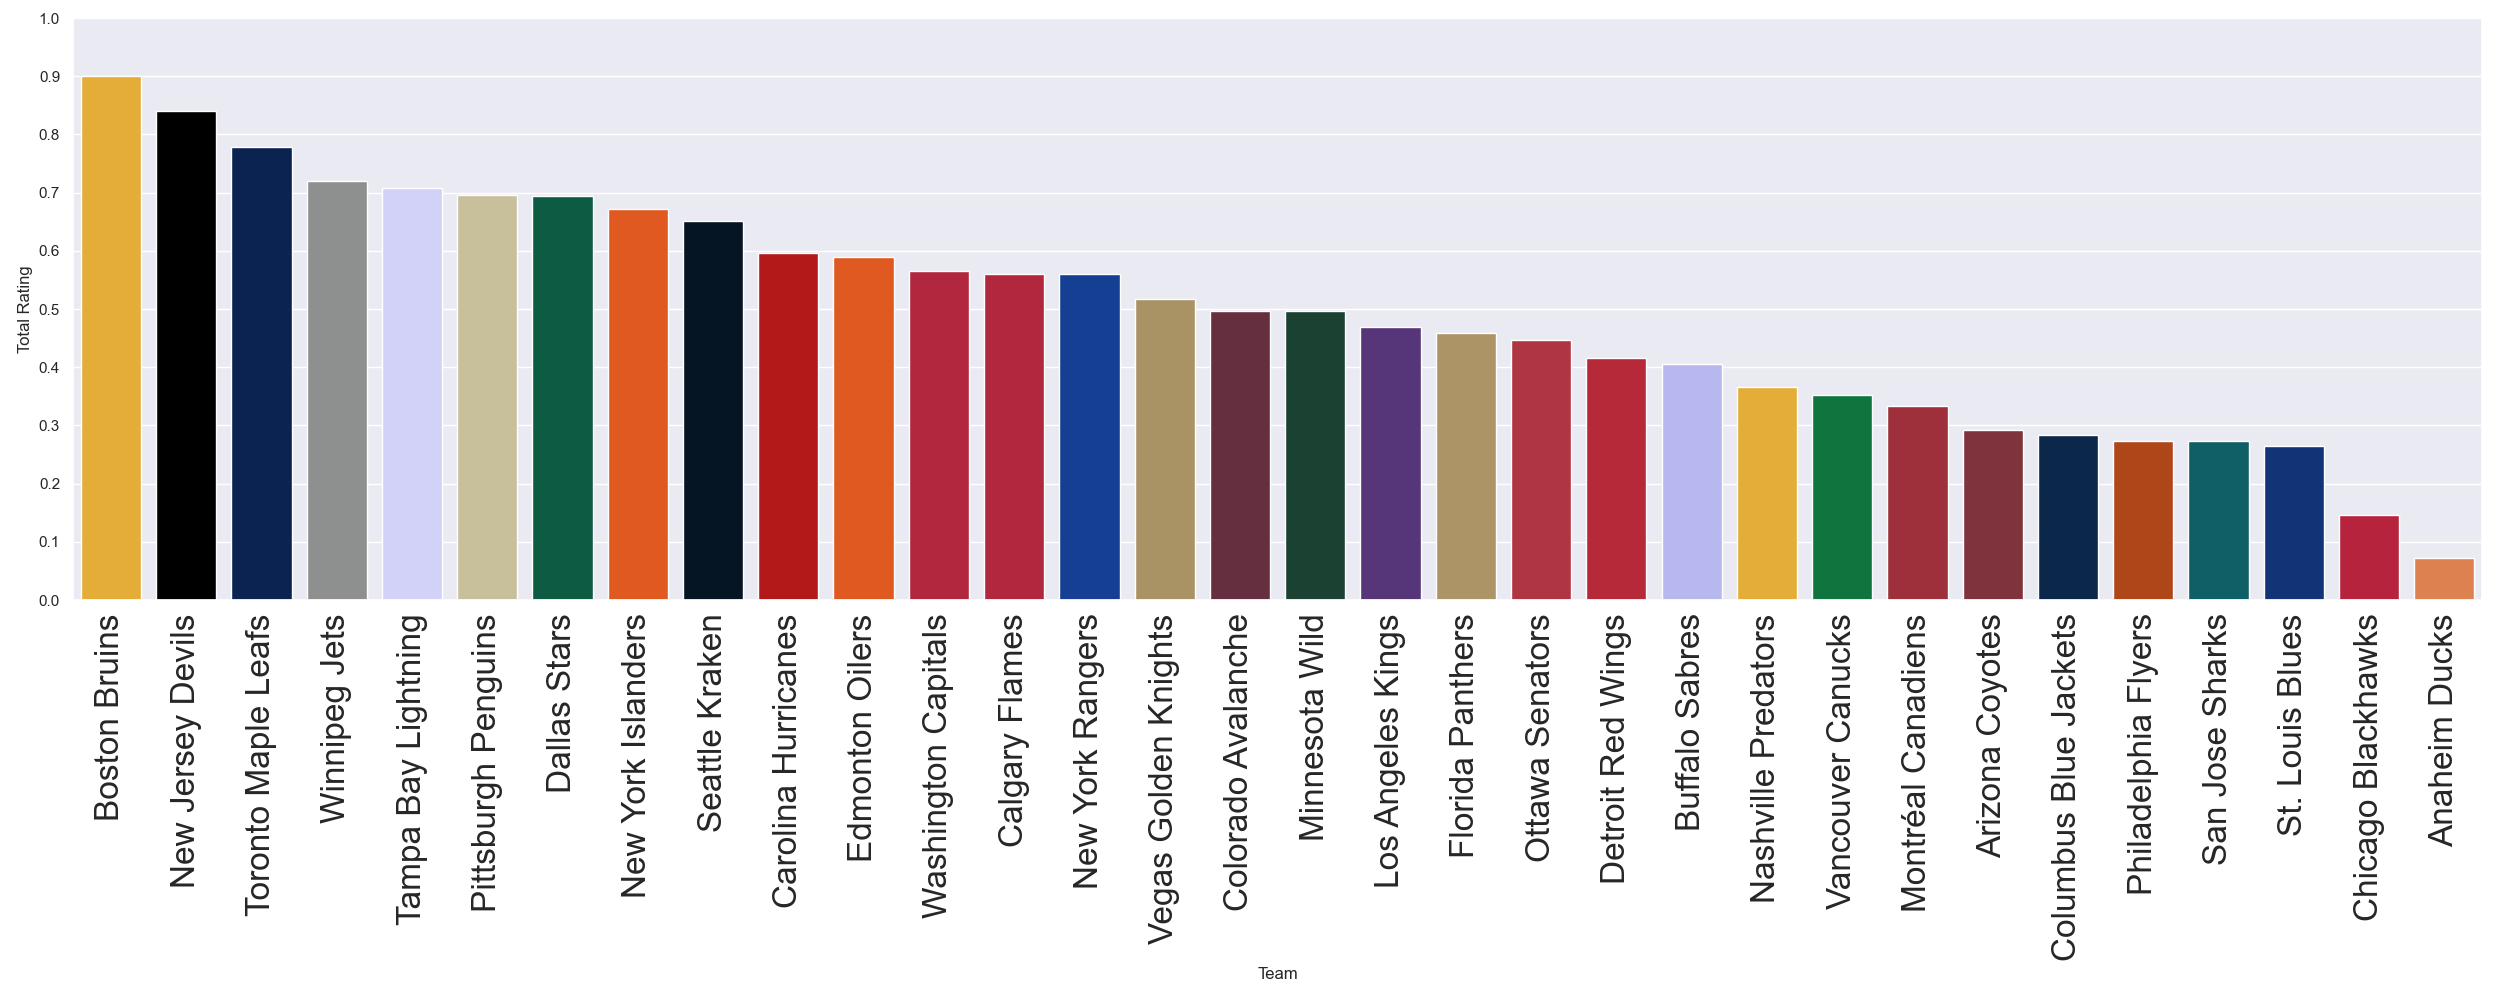 1.0
0.9
0.8
0.7
0.6
0.5
0.4
0.3
0.2
0.1
0.0
Total Rating
Boston Bruins
New Jersey Devils
Toronto Maple Leafs
Winnipeg Jets
Tampa Bay Lightning
Pittsburgh Penguins
Dallas Stars
New York Islanders
Seattle Kraken
Carolina Hurricanes
Edmonton Oilers
Washington Capitals
Calgary Flames
New York Rangers
Vegas Golden Knights
Colorado Avalanche
Minnesota Wild
Los Angeles Kings
Florida Panthers
Ottawa Senators
Detroit Red Wings
Buffalo Sabres
Nashville Predators
Vancouver Canucks
Montréal Canadiens
Arizona Coyotes
Columbus Blue Jackets
Philadelphia Flyers
San Jose Sharks
St. Louis Blues
Chicago Blackhawks
Anaheim Ducks
Team